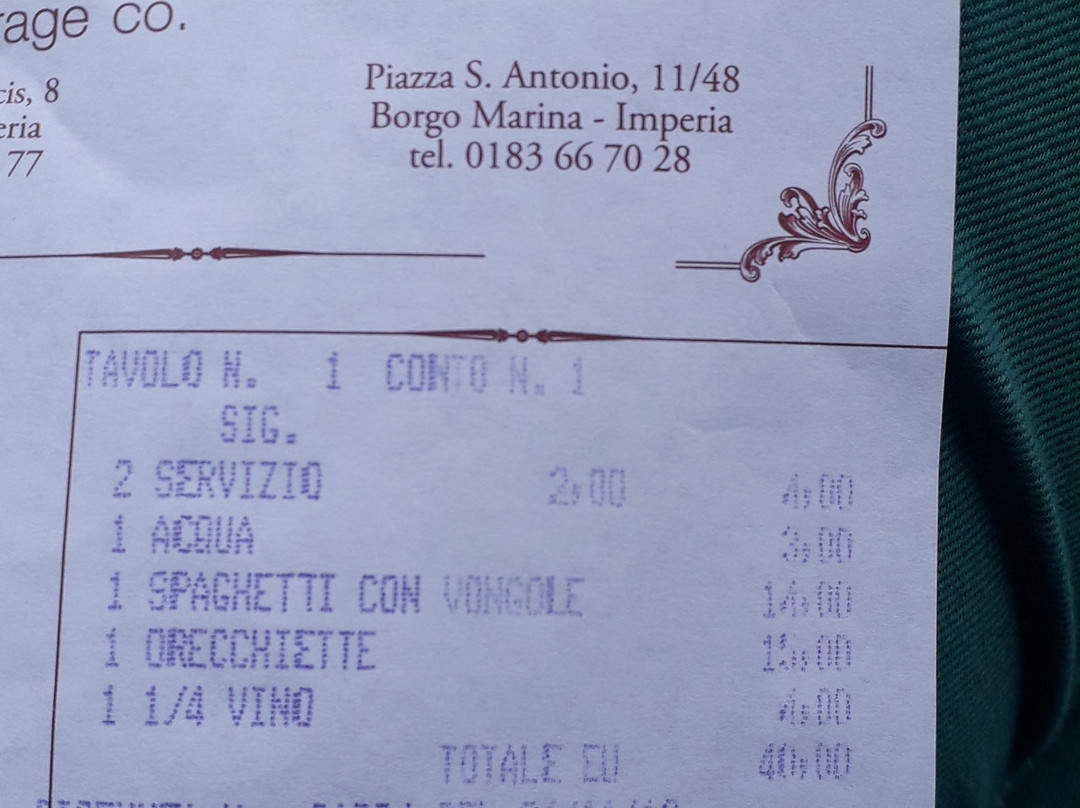 rage co.
cis, 8
eria
77
Piazza S. Antonio, 11/48
Borgo Marina - Imperia
tel. 0183 66 70 28
TAVOLO N. 1 CONTO N. 1
SIG.
2 SERVIZIO 2,00 4,00
1 ACQUA 3,00
1 SPAGHETTI CON VONGOLE 14,00
1 ORECCHIETTE 15,00
1 1/4 VINO 4,00
TOTALE EU 40,00